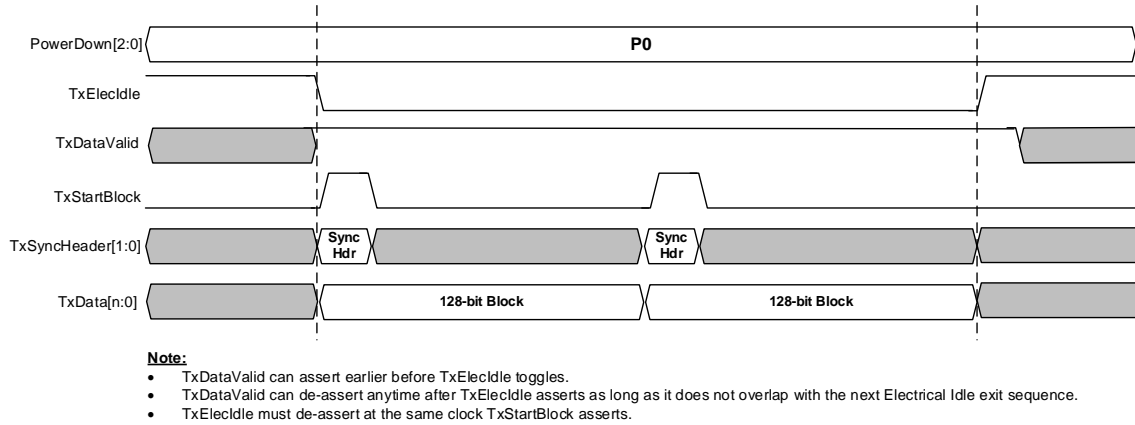 PowerDown[2:0]
P0
TxElecIdle
TxDataValid
TxStartBlock
TxSyncHeader[1:0]
Sync
Hdr
Sync
Hdr
TxData[n:0]
128-bit Block
128-bit Block
Note:
• TxDataValid can assert earlier before TxElecIdle toggles.
• TxDataValid can de-assert anytime after TxElecIdle asserts as long as it does not overlap with the next Electrical Idle exit sequence.
• TxElecIdle must de-assert at the same clock TxStartBlock asserts.